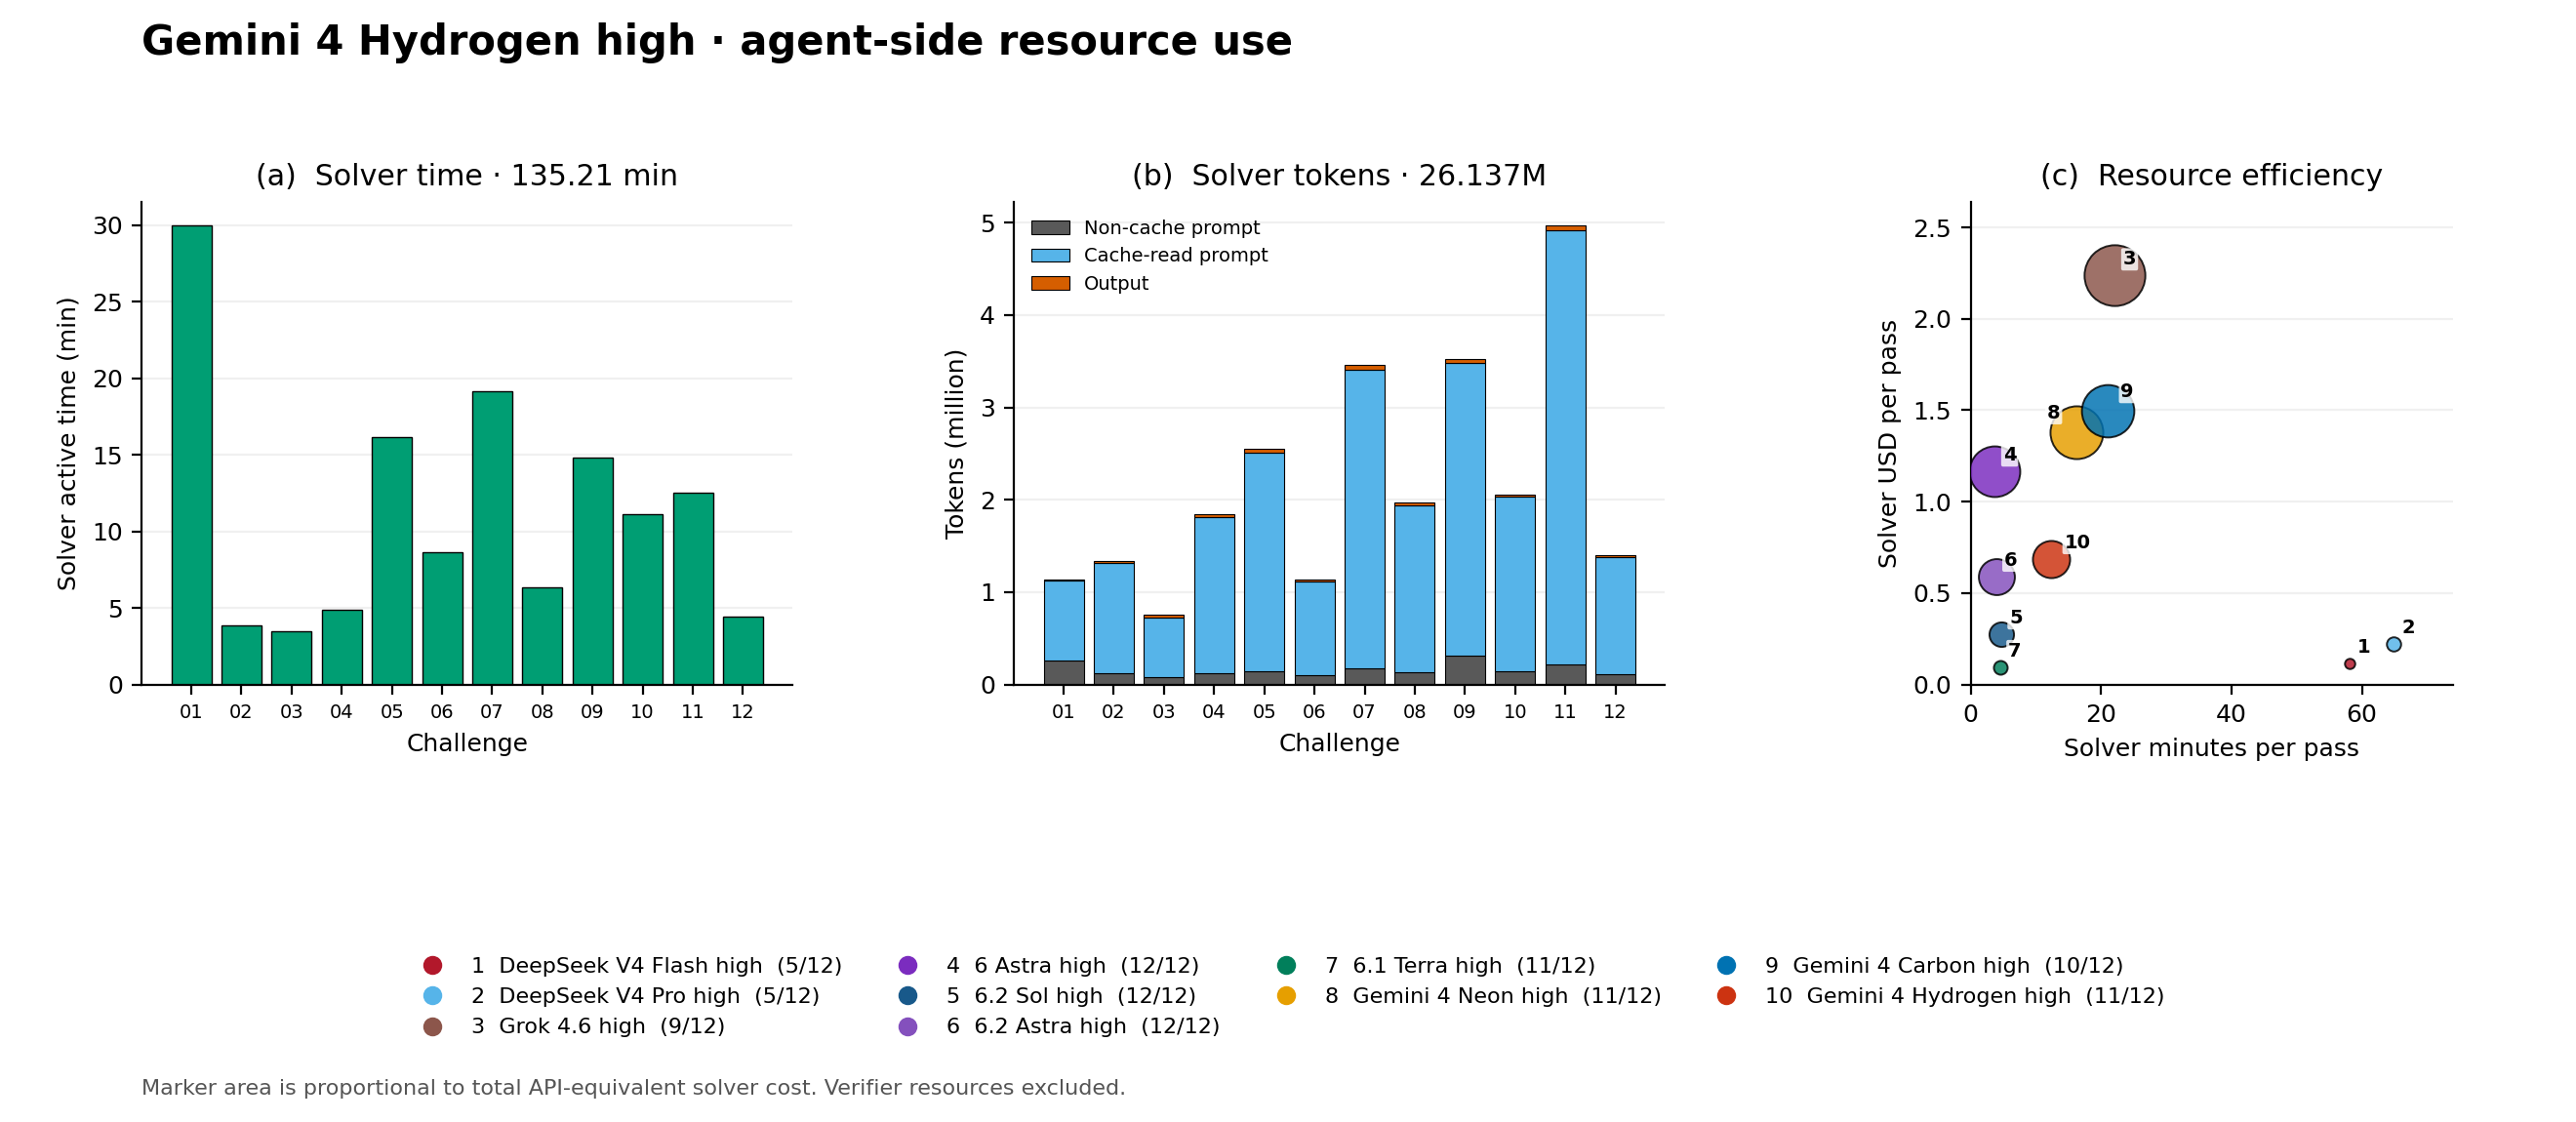 Gemini 4 Hydrogen high · agent-side resource use
(a) Solver time · 135.21 min
Solver active time (min)
30
25
20
15
10
5
0
01 02 03 04 05 06 07 08 09 10 11 12
Challenge
(b) Solver tokens · 26.137M
Tokens (million)
5
4
3
2
1
0
Non-cache prompt
Cache-read prompt
Output
01 02 03 04 05 06 07 08 09 10 11 12
Challenge
(c) Resource efficiency
Solver USD per pass
2.5
2.0
1.5
1.0
0.5
0.0
3
9
8
4
10
6
5
2
7
1
0 20 40 60
Solver minutes per pass
1 DeepSeek V4 Flash high (5/12)
2 DeepSeek V4 Pro high (5/12)
3 Grok 4.6 high (9/12)
4 6 Astra high (12/12)
5 6.2 Sol high (12/12)
6 6.2 Astra high (12/12)
7 6.1 Terra high (11/12)
8 Gemini 4 Neon high (11/12)
9 Gemini 4 Carbon high (10/12)
10 Gemini 4 Hydrogen high (11/12)
Marker area is proportional to total API-equivalent solver cost. Verifier resources excluded.